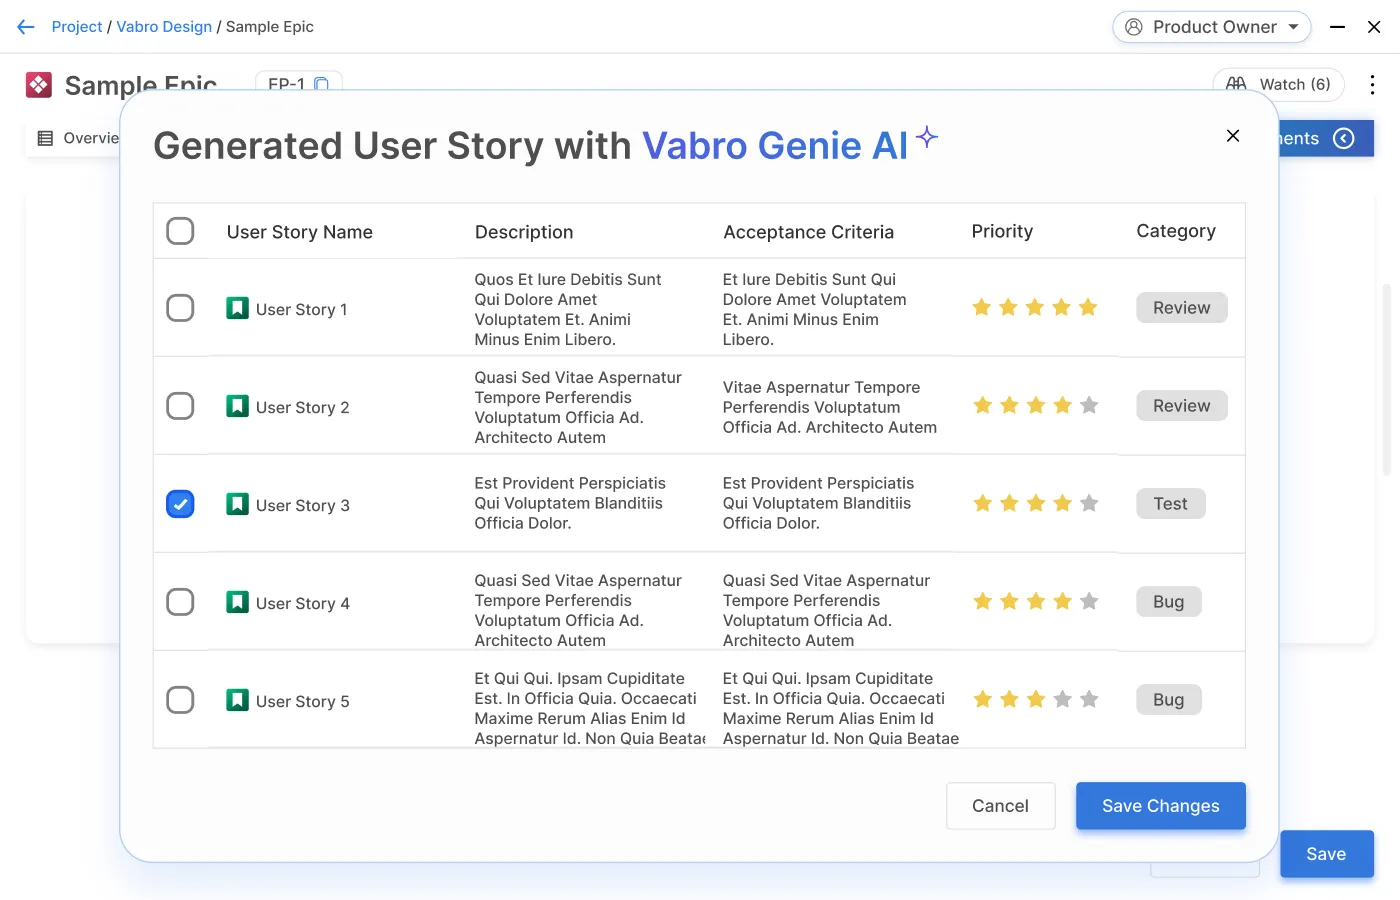 Project / Vabro Design / Sample Epic
Product Owner
Sample Epic
EP-1
Watch (6)
Overvie
nents
Generated User Story with Vabro Genie AI
User Story Name
Description
Acceptance Criteria
Priority
Category
User Story 1
Quos Et Iure Debitis Sunt
Qui Dolore Amet
Voluptatem Et. Animi
Minus Enim Libero.
Et Iure Debitis Sunt Qui
Dolore Amet Voluptatem
Et. Animi Minus Enim
Libero.
Review
User Story 2
Quasi Sed Vitae Aspernatur
Tempore Perferendis
Voluptatum Officia Ad.
Architecto Autem
Vitae Aspernatur Tempore
Perferendis Voluptatum
Officia Ad. Architecto Autem
Review
User Story 3
Est Provident Perspiciatis
Qui Voluptatem Blanditiis
Officia Dolor.
Est Provident Perspiciatis
Qui Voluptatem Blanditiis
Officia Dolor.
Test
User Story 4
Quasi Sed Vitae Aspernatur
Tempore Perferendis
Voluptatum Officia Ad.
Architecto Autem
Quasi Sed Vitae Aspernatur
Tempore Perferendis
Voluptatum Officia Ad.
Architecto Autem
Bug
User Story 5
Et Qui Qui. Ipsam Cupiditate
Est. In Officia Quia. Occaecati
Maxime Rerum Alias Enim Id
Aspernatur Id. Non Quia Beatae
Et Qui Qui. Ipsam Cupiditate
Est. In Officia Quia. Occaecati
Maxime Rerum Alias Enim Id
Aspernatur Id. Non Quia Beatae
Bug
Cancel
Save Changes
Save